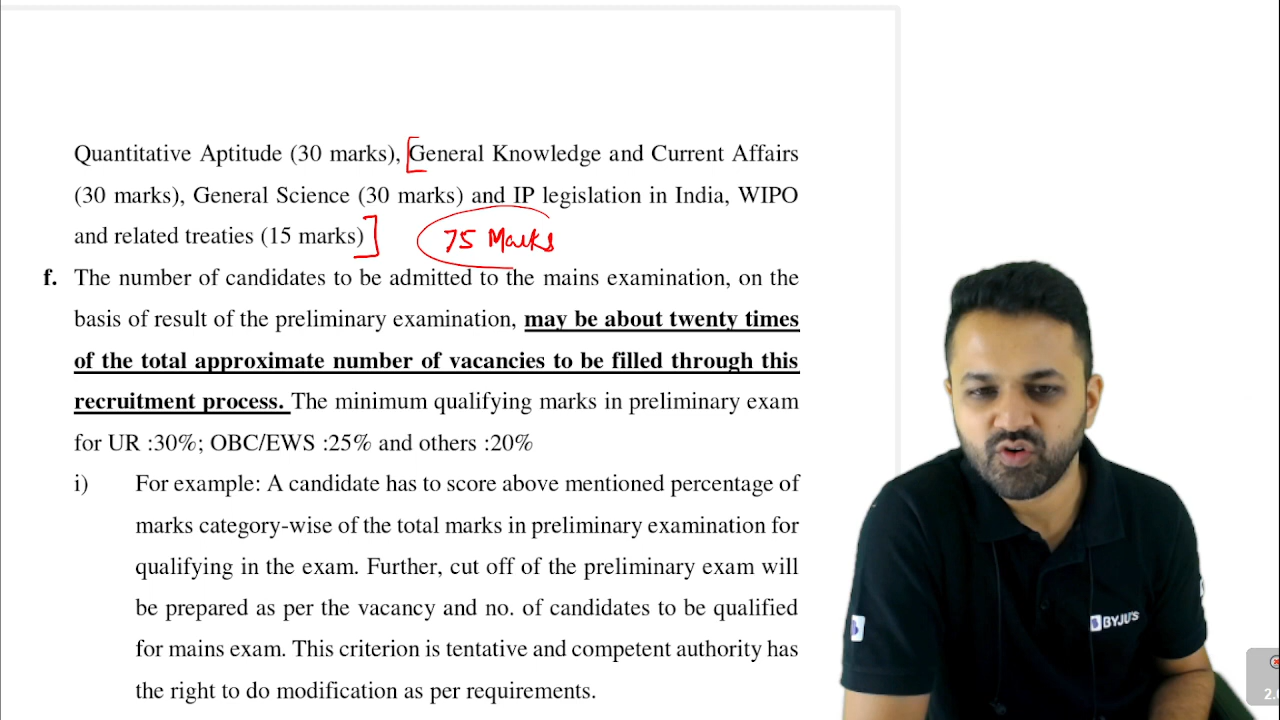 Quantitative Aptitude (30 marks), [General Knowledge and Current Affairs
(30 marks), General Science (30 marks) and IP legislation in India, WIPO
and related treaties (15 marks)] 75 Marks
f. The number of candidates to be admitted to the mains examination, on the
basis of result of the preliminary examination, may be about twenty times
of the total approximate number of vacancies to be filled through this
recruitment process. The minimum qualifying marks in preliminary exam
for UR :30%; OBC/EWS :25% and others :20%
i) For example: A candidate has to score above mentioned percentage of
marks category-wise of the total marks in preliminary examination for
qualifying in the exam. Further, cut off of the preliminary exam will
be prepared as per the vacancy and no. of candidates to be qualified
for mains exam. This criterion is tentative and competent authority has
the right to do modification as per requirements.
BYJU'S